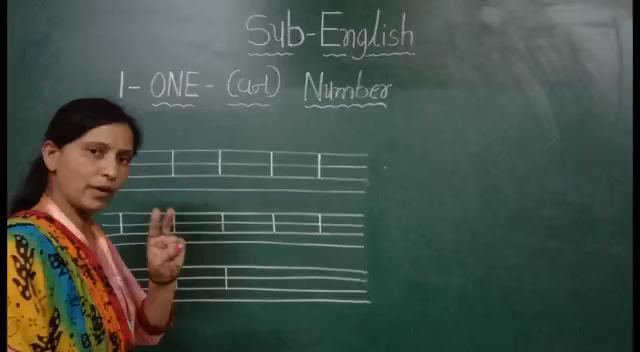 Sub-English
1- ONE - (वन) Number